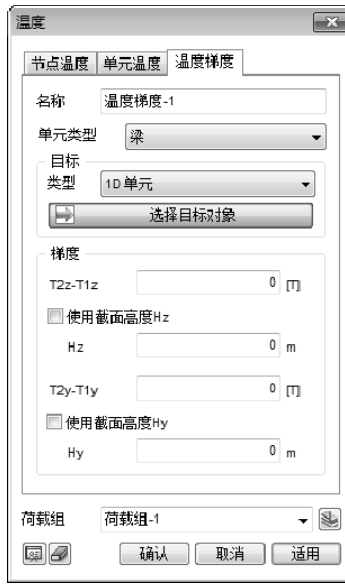 温度
节点温度 单元温度 温度梯度
名称 温度梯度-1
单元类型 梁
目标
类型 1D单元
选择目标对象
梯度
T2z-T1z 0 [T]
使用截面高度Hz
Hz 0 m
T2y-T1y 0 [T]
使用截面高度Hy
Hy 0 m
荷载组 荷载组-1
确认 取消 适用